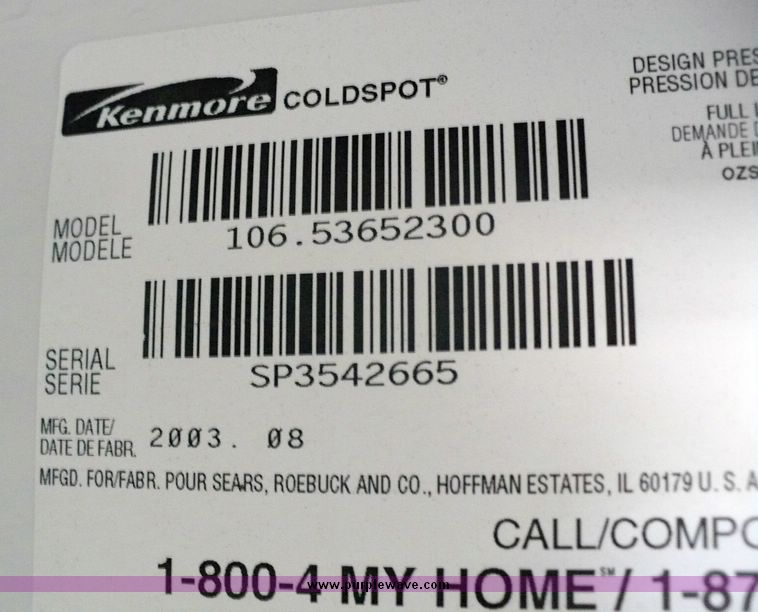 Kenmore COLDSPOT®
DESIGN PRES
PRESSION DE
FULL L
DEMANDE D
À PLEI
OZS
MODEL
MODELE
106.53652300
SERIAL
SERIE
SP3542665
MFG. DATE/
DATE DE FABR.
2003. 08
MFGD. FOR/FABR. POUR SEARS, ROEBUCK AND CO., HOFFMAN ESTATES, IL 60179 U. S. A
CALL/COMPO
1-800-4 MY HOME℠/ 1-87
www.purplewave.com